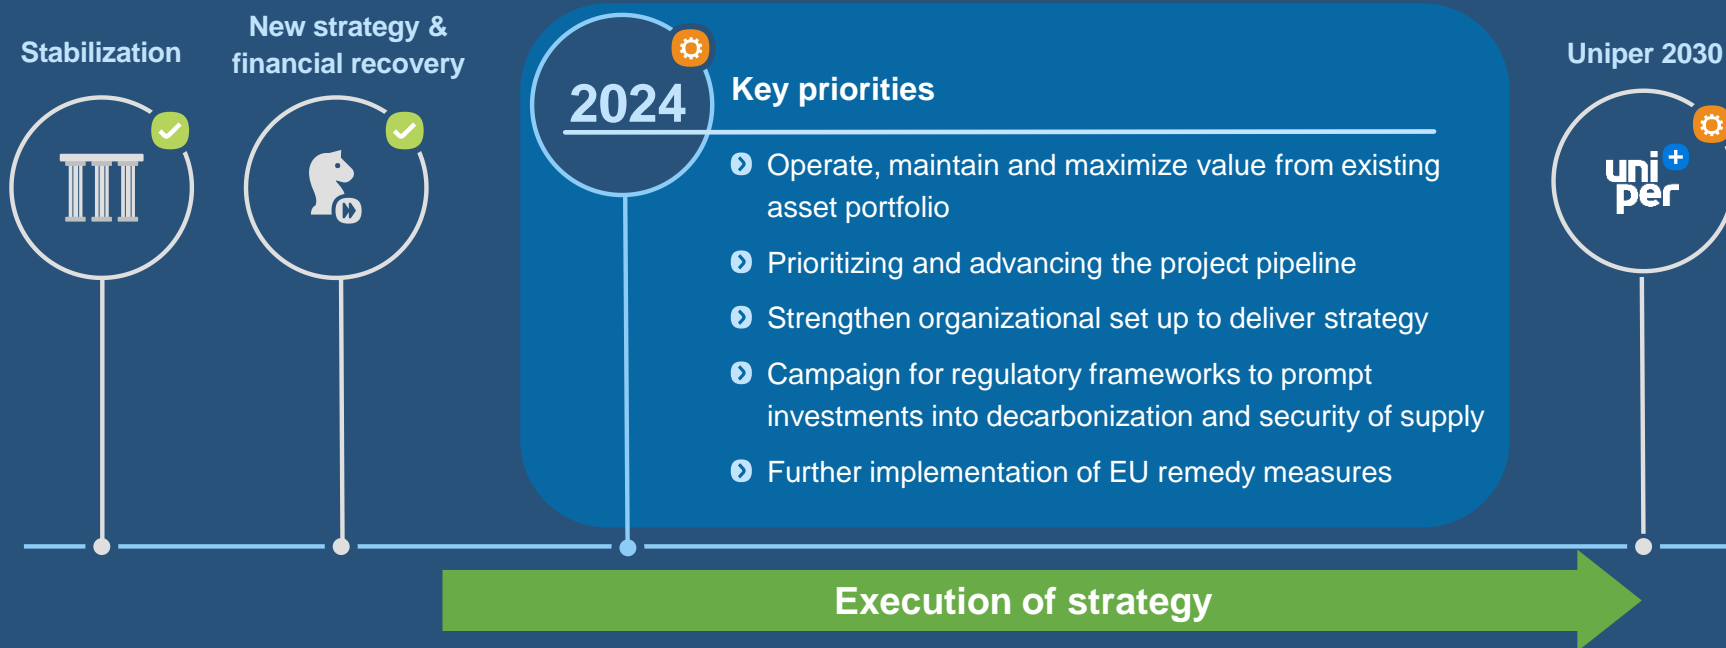 Stabilization
New strategy &
financial recovery
2024
Key priorities
Operate, maintain and maximize value from existing
asset portfolio
Prioritizing and advancing the project pipeline
Strengthen organizational set up to deliver strategy
Campaign for regulatory frameworks to prompt
investments into decarbonization and security of supply
Further implementation of EU remedy measures
Uniper 2030
uni
per
Execution of strategy